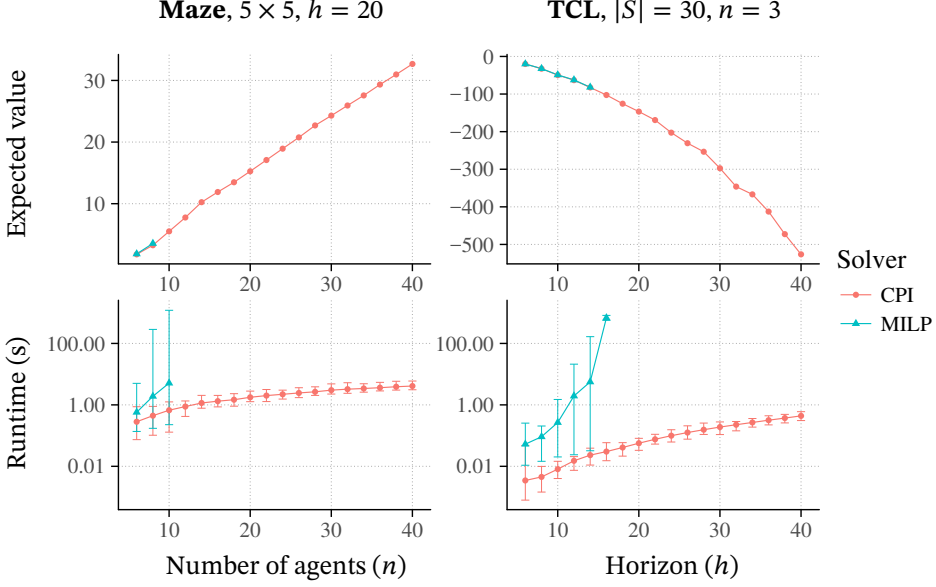 Maze, 5 × 5, h = 20
TCL, |S| = 30, n = 3
Expected value
30
20
10
10 20 30 40
0
−100
−200
−300
−400
−500
10 20 30 40
Runtime (s)
100.00
1.00
0.01
10 20 30 40
Number of agents (n)
100.00
1.00
0.01
10 20 30 40
Horizon (h)
Solver
CPI
MILP